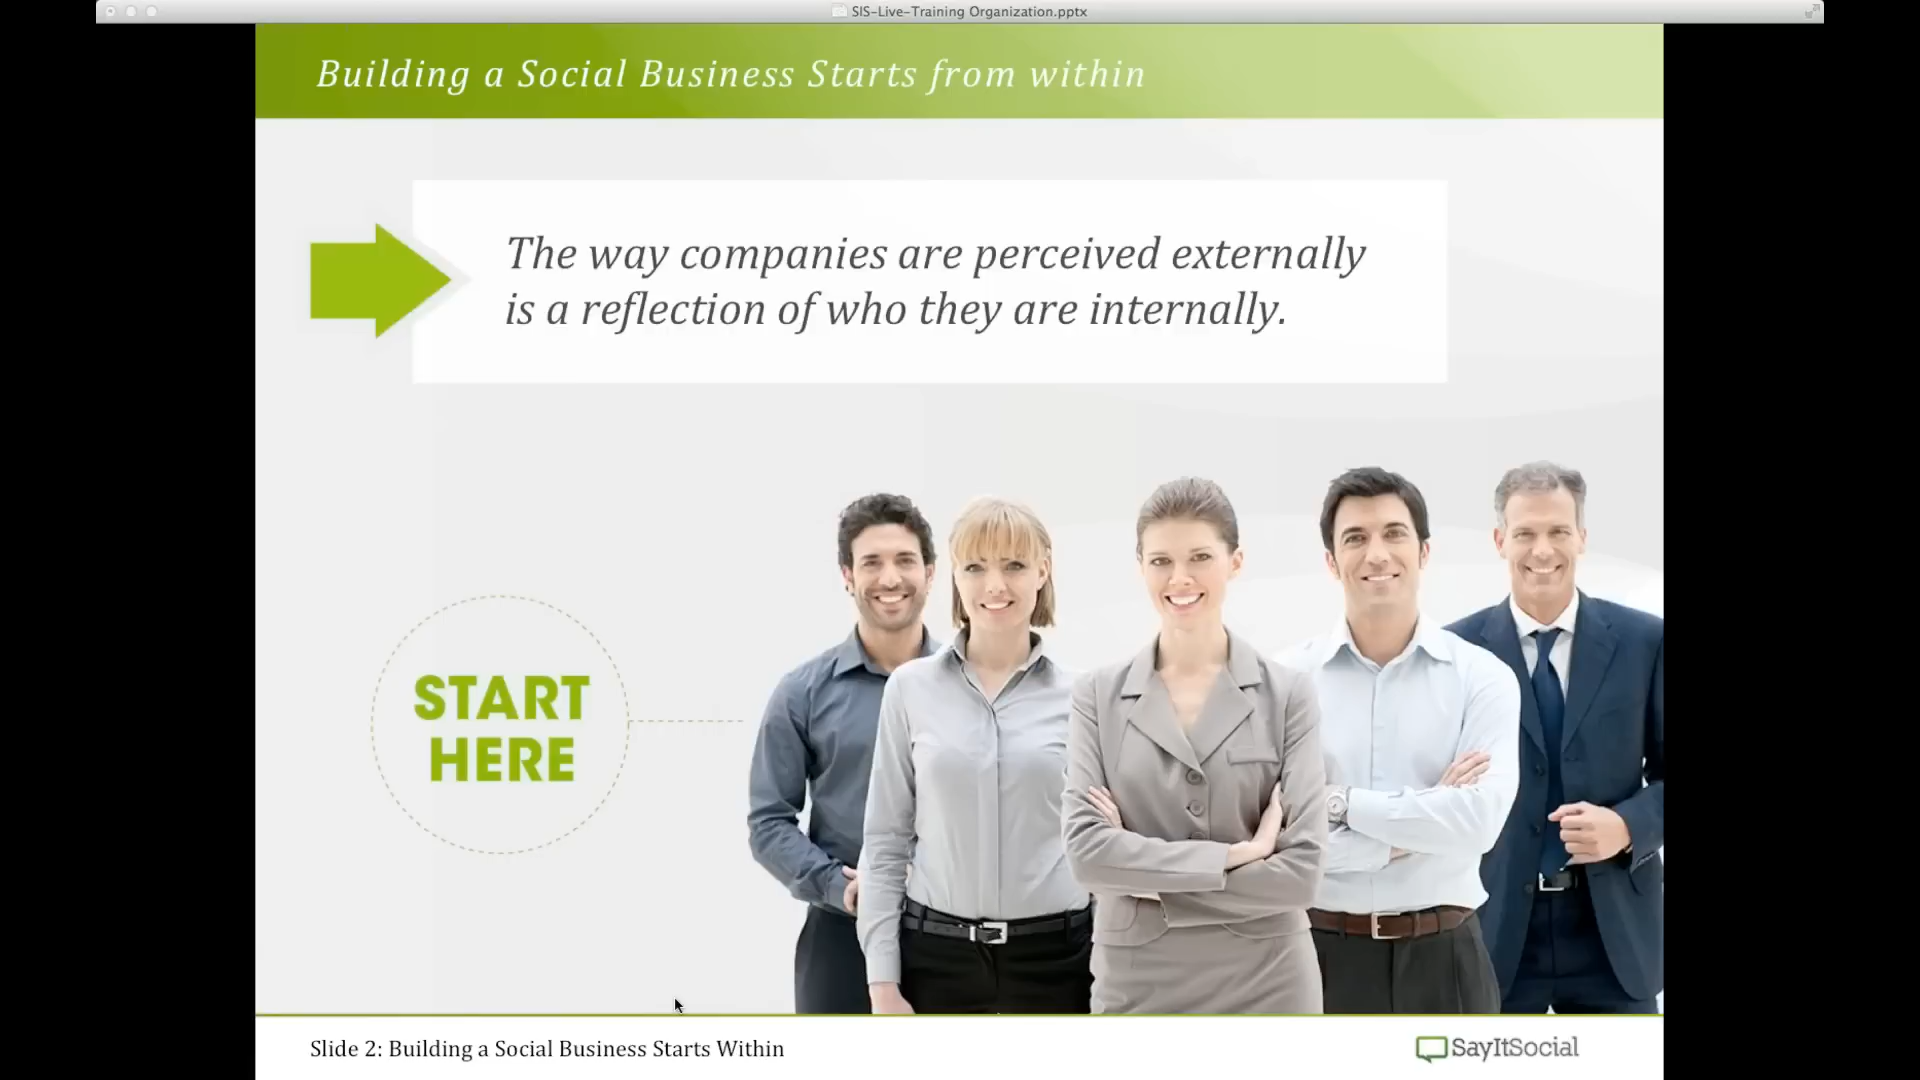 SIS-Live-Training Organization.pptx
Building a Social Business Starts from within
The way companies are perceived externally
is a reflection of who they are internally.
START
HERE
Slide 2: Building a Social Business Starts Within
SayItSocial